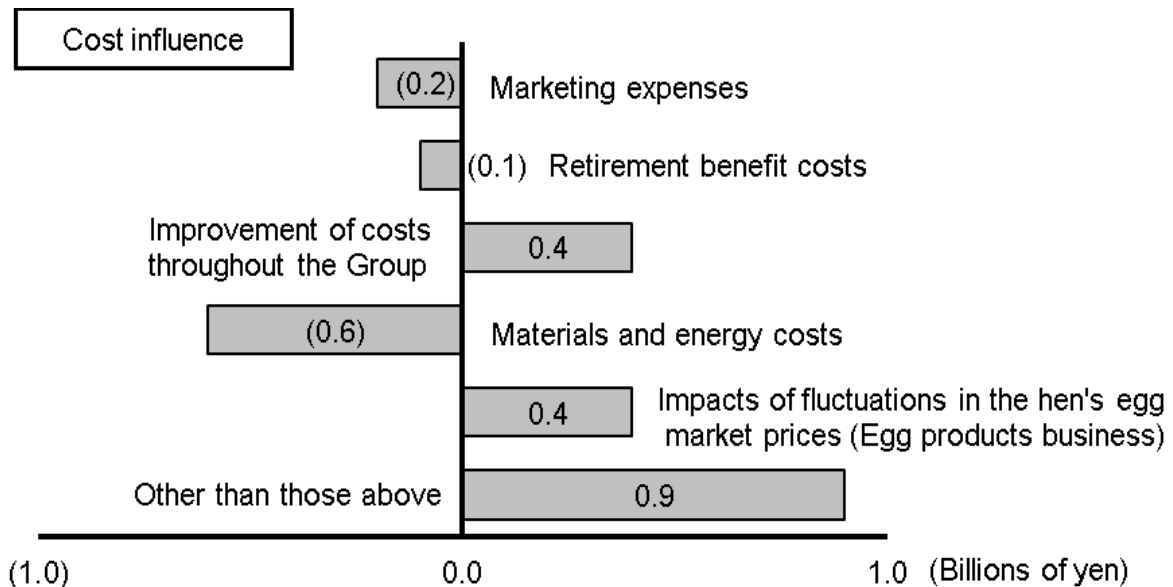 Cost influence
(0.2) Marketing expenses
(0.1) Retirement benefit costs
Improvement of costs
throughout the Group
0.4
(0.6) Materials and energy costs
0.4
Impacts of fluctuations in the hen's egg
market prices (Egg products business)
Other than those above 0.9
(1.0) 0.0 1.0 (Billions of yen)